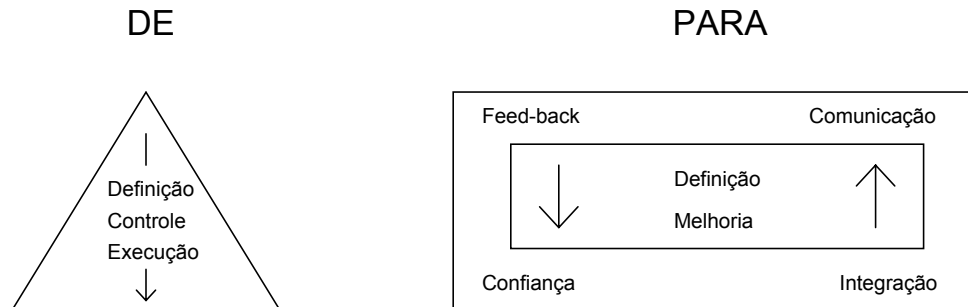 DE
PARA
Definição
Controle
Execução
Feed-back
Comunicação
Definição
Melhoria
Confiança
Integração